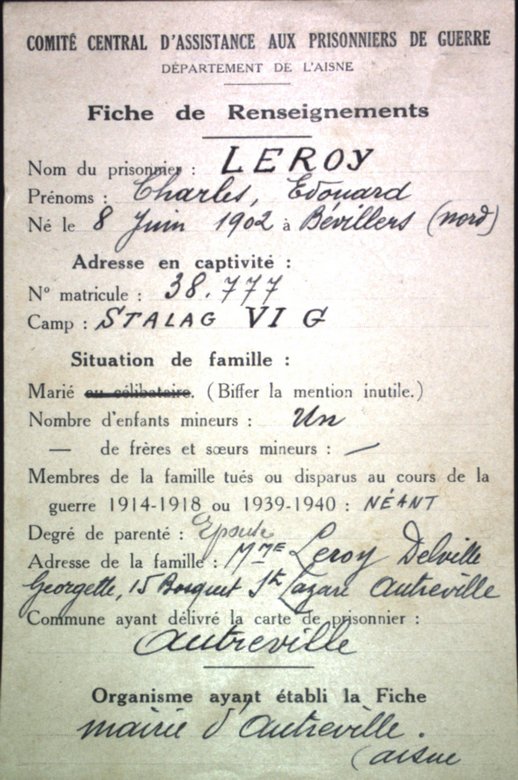 COMITÉ CENTRAL D'ASSISTANCE AUX PRISONNIERS DE GUERRE
DÉPARTEMENT DE L'AISNE
Fiche de Renseignements
Nom du prisonnier : LEROY
Prénoms : Charles, Edouard
Né le 8 Juin 1902 à Bévillers (nord)
Adresse en captivité :
N° matricule : 38.777
Camp : STALAG VI G
Situation de famille :
Marié ou célibataire. (Biffer la mention inutile.)
Nombre d'enfants mineurs : Un
— de frères et sœurs mineurs : —
Membres de la famille tués ou disparus au cours de la
guerre 1914-1918 ou 1939-1940 : NÉANT
Degré de parenté : Epouse
Adresse de la famille : Mme Leroy Delville
Georgette, 15 Bosquet St Lazare Autreville
Commune ayant délivré la carte de prisonnier :
Autreville
Organisme ayant établi la Fiche
mairie d'Autreville.
(aisne